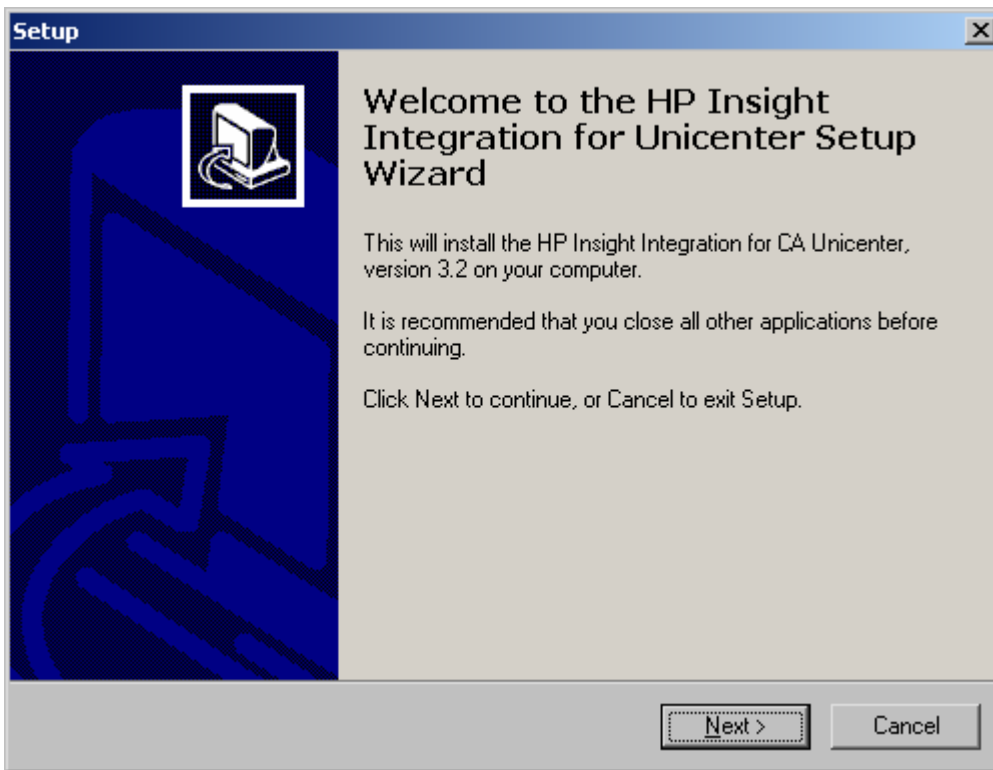 Setup
Welcome to the HP Insight
Integration for Unicenter Setup
Wizard
This will install the HP Insight Integration for CA Unicenter,
version 3.2 on your computer.
It is recommended that you close all other applications before
continuing.
Click Next to continue, or Cancel to exit Setup.
Next >
Cancel